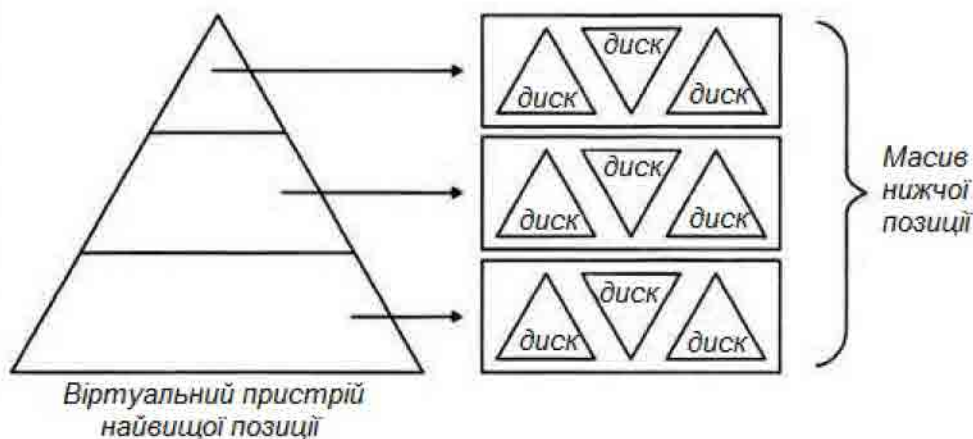 диск диск диск
диск диск диск
диск диск диск
Масив
нижчої
позиції
Віртуальний пристрій
найвищої позиції